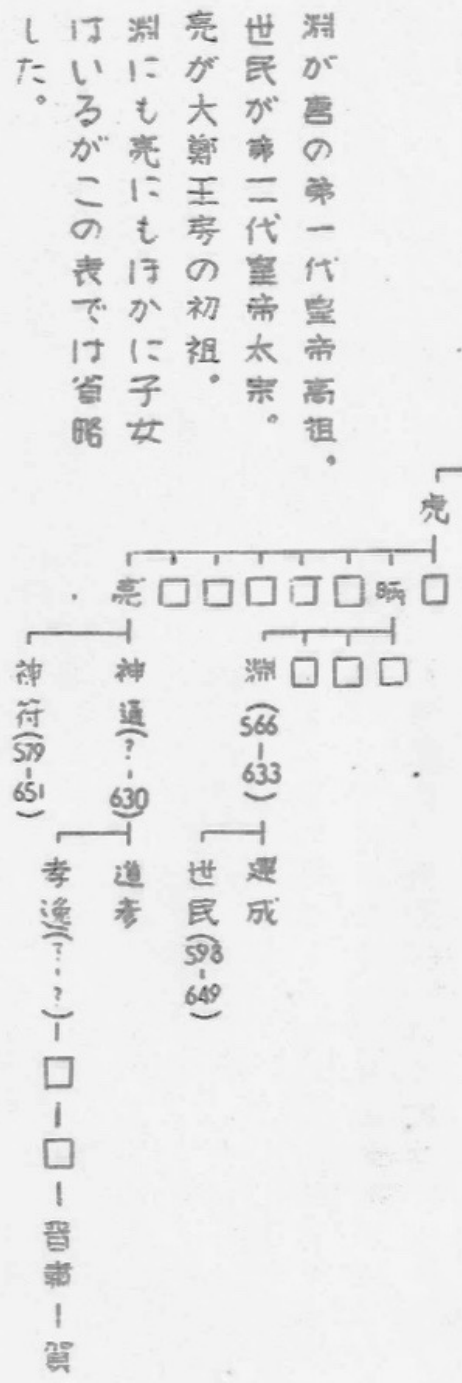 淵が唐の第一代皇帝高祖。
世民が第二代皇帝太宗。
亮が大鄭王房の初祖。
淵にも亮にもほかに子女
はいるがこの表では省略
した。
虎
□
昞
□
□
□
□
□
亮
□
□
□
淵(566-633)
神通(?-630)
神符(579-651)
建成
世民(598-649)
道彦
孝逸(?-?)-□-□-晋粛-賀